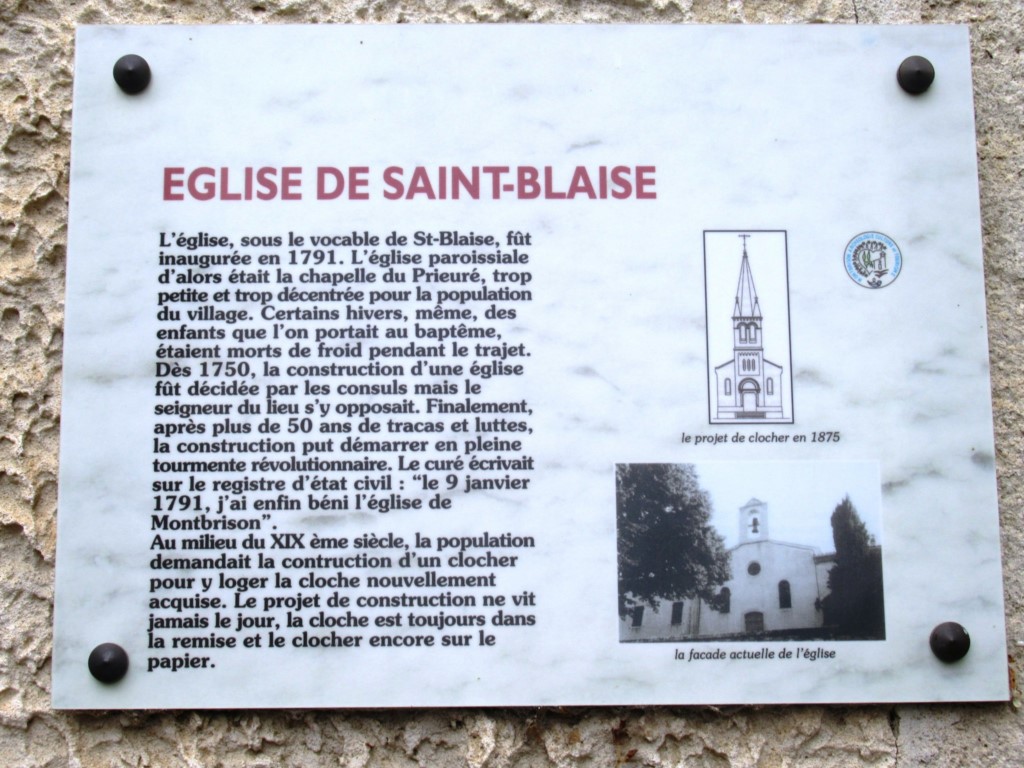 EGLISE DE SAINT-BLAISE
L'église, sous le vocable de St-Blaise, fût
inaugurée en 1791. L'église paroissiale
d'alors était la chapelle du Prieuré, trop
petite et trop décentrée pour la population
du village. Certains hivers, même, des
enfants que l'on portait au baptême,
étaient morts de froid pendant le trajet.
Dès 1750, la construction d'une église
fût décidée par les consuls mais le
seigneur du lieu s'y opposait. Finalement,
après plus de 50 ans de tracas et luttes,
la construction put démarrer en pleine
tourmente révolutionnaire. Le curé écrivait
sur le registre d'état civil : “le 9 janvier
1791, j'ai enfin béni l'église de
Montbrison”.
Au milieu du XIX ème siècle, la population
demandait la contruction d'un clocher
pour y loger la cloche nouvellement
acquise. Le projet de construction ne vit
jamais le jour, la cloche est toujours dans
la remise et le clocher encore sur le
papier.
le projet de clocher en 1875
la facade actuelle de l'église